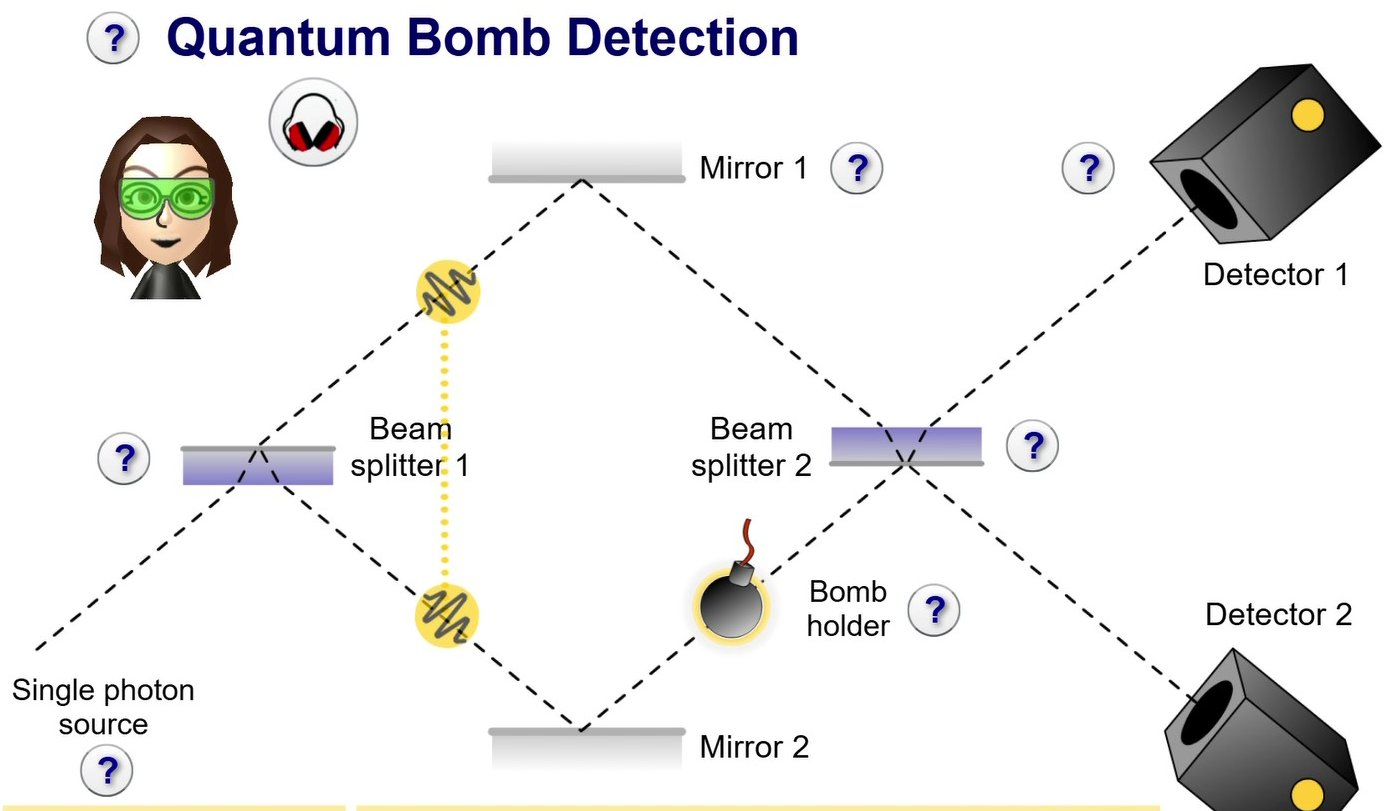 ? Quantum Bomb Detection
Mirror 1 ?
?
Detector 1
?
Beam
splitter 1
Beam
splitter 2
?
Bomb
holder
?
Detector 2
Single photon
source
?
Mirror 2